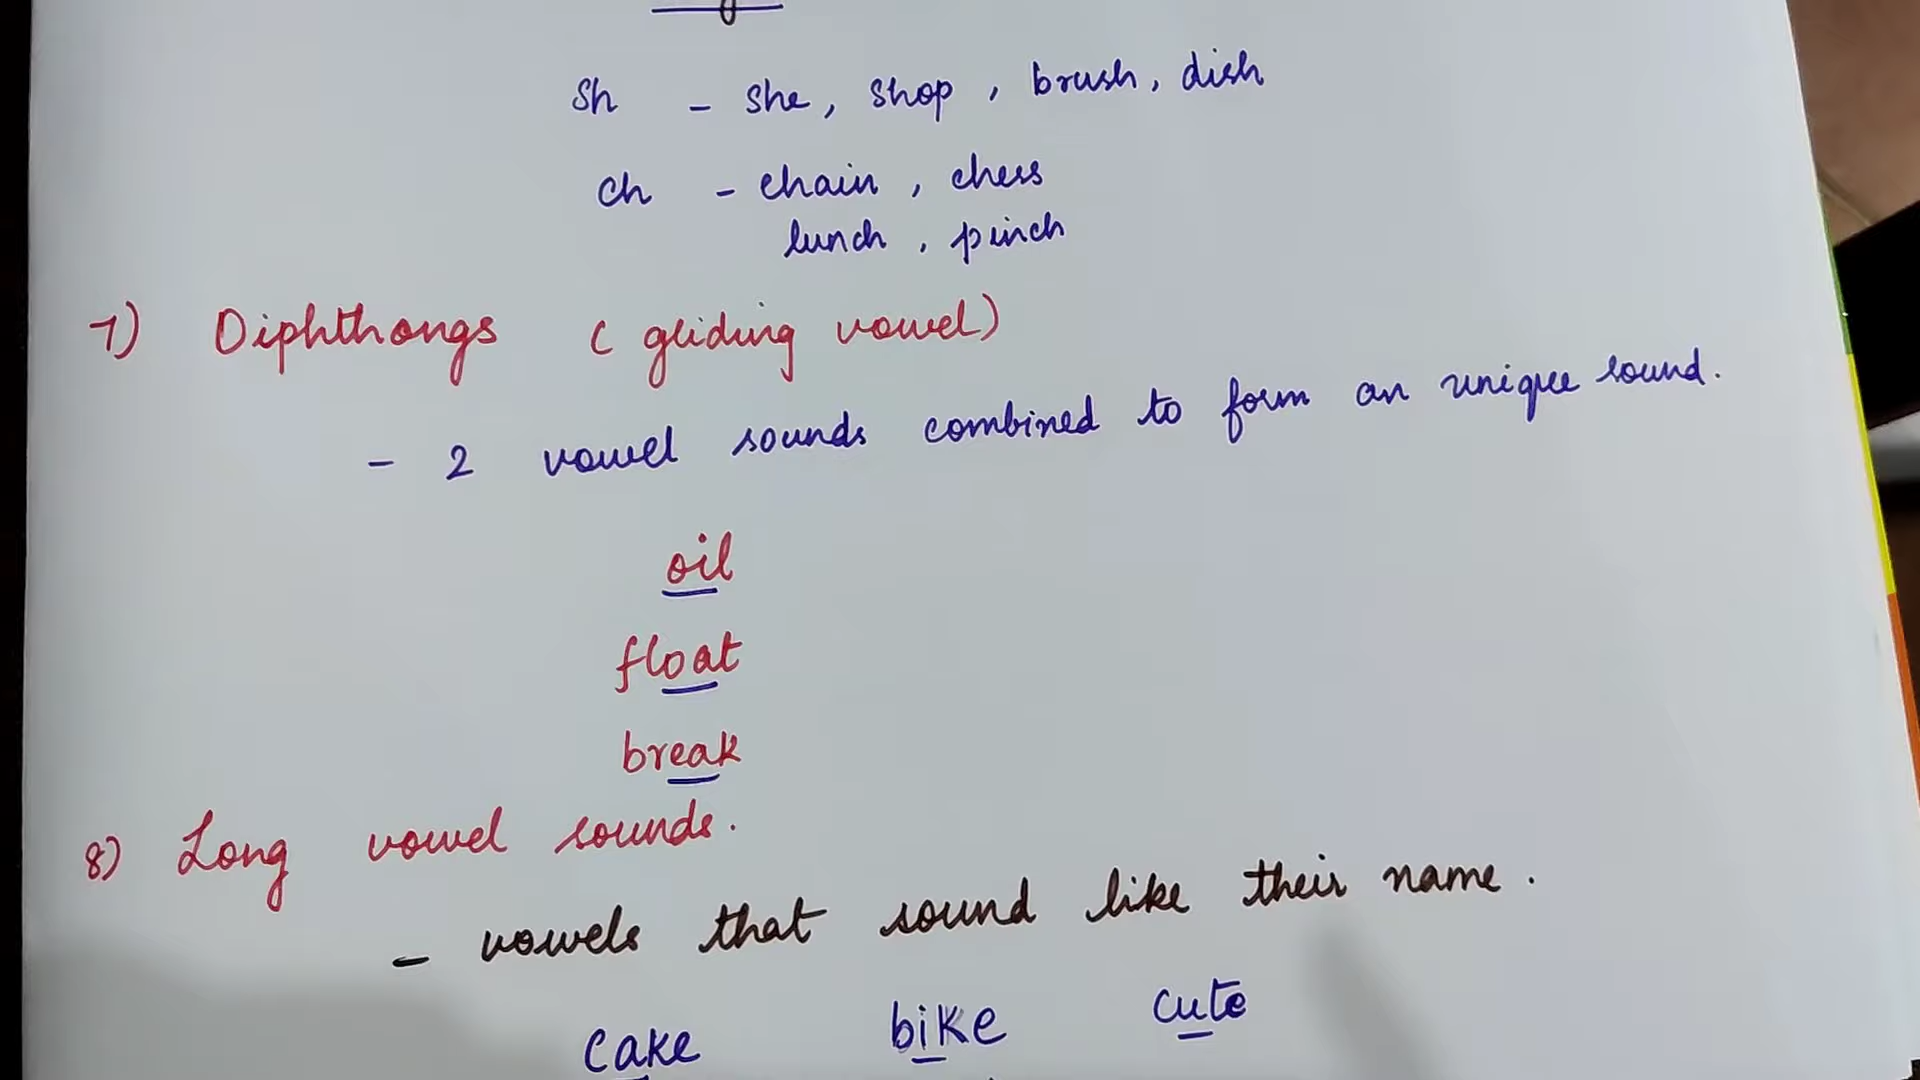 Sh - she, shop, brush, dish
Ch - chain, chess
lunch, pinch
7) Diphthongs (gliding vowel)
- 2 vowel sounds combined to form an unique sound.
oil
float
break
8) Long vowel sounds.
- vowels that sound like their name.
cake bike cute